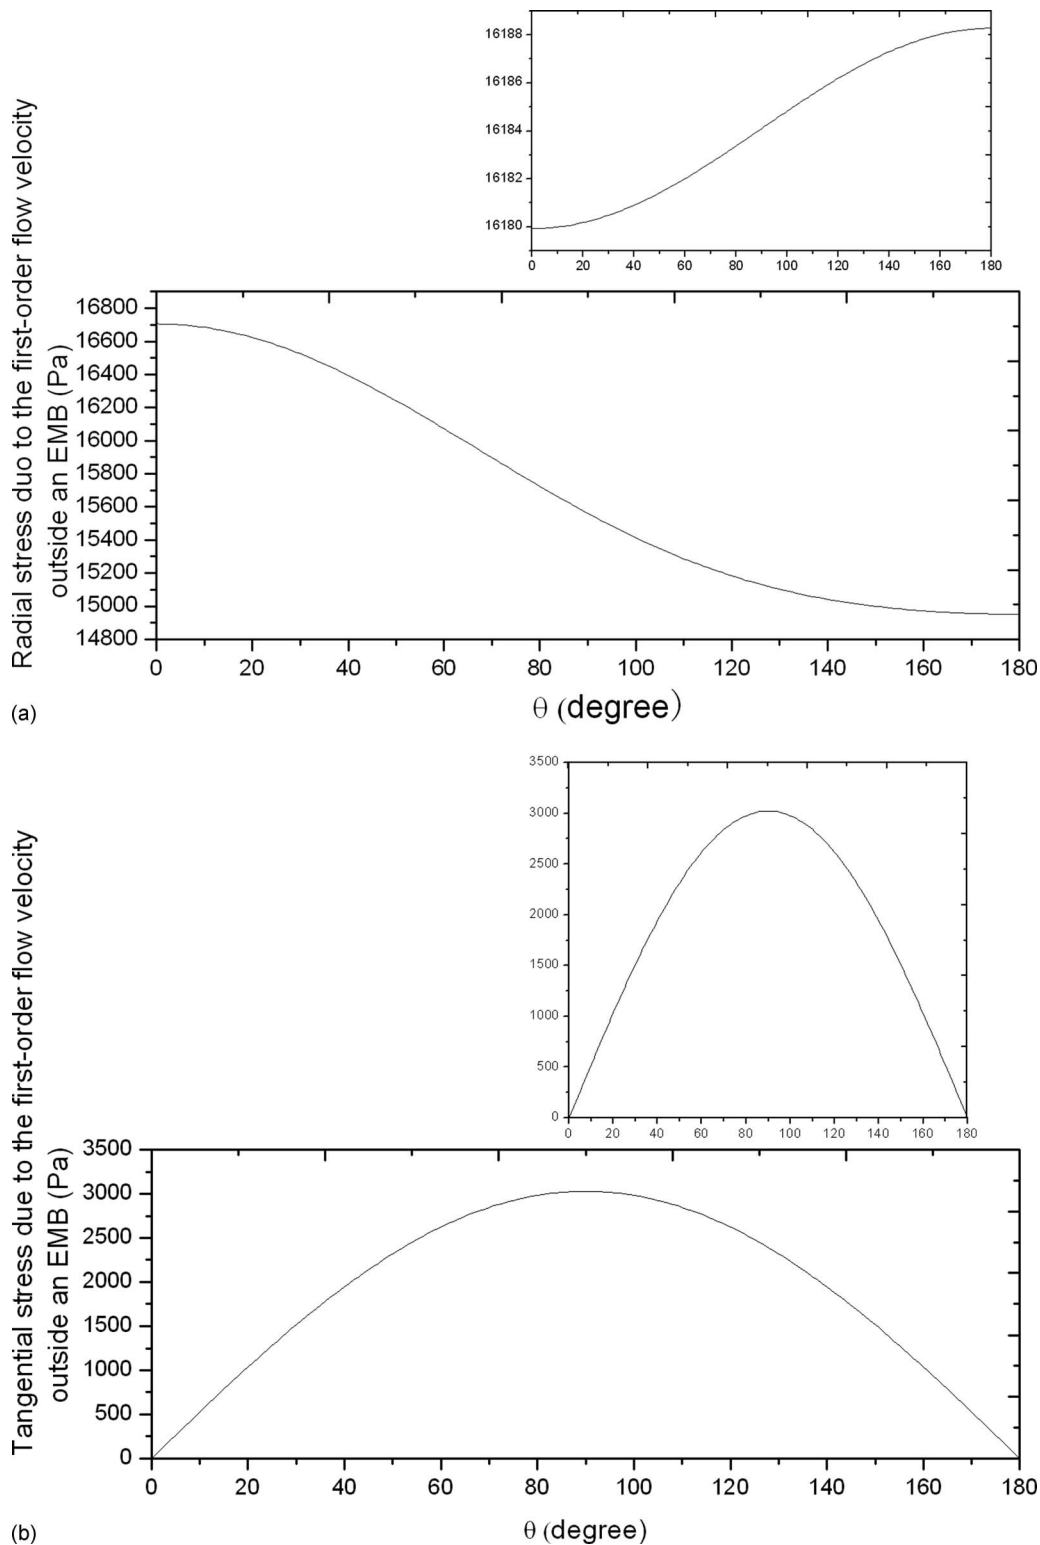 16188
16186
16184
16182
16180
0 20 40 60 80 100 120 140 160 180
Radial stress duo to the first-order flow velocity
outside an EMB (Pa)
16800
16600
16400
16200
16000
15800
15600
15400
15200
15000
14800
0 20 40 60 80 100 120 140 160 180
θ (degree)
(a)
3500
3000
2500
2000
1500
1000
500
0
0 20 40 60 80 100 120 140 160 180
Tangential stress due to the first-order flow velocity
outside an EMB (Pa)
3500
3000
2500
2000
1500
1000
500
0
0 20 40 60 80 100 120 140 160 180
θ (degree)
(b)